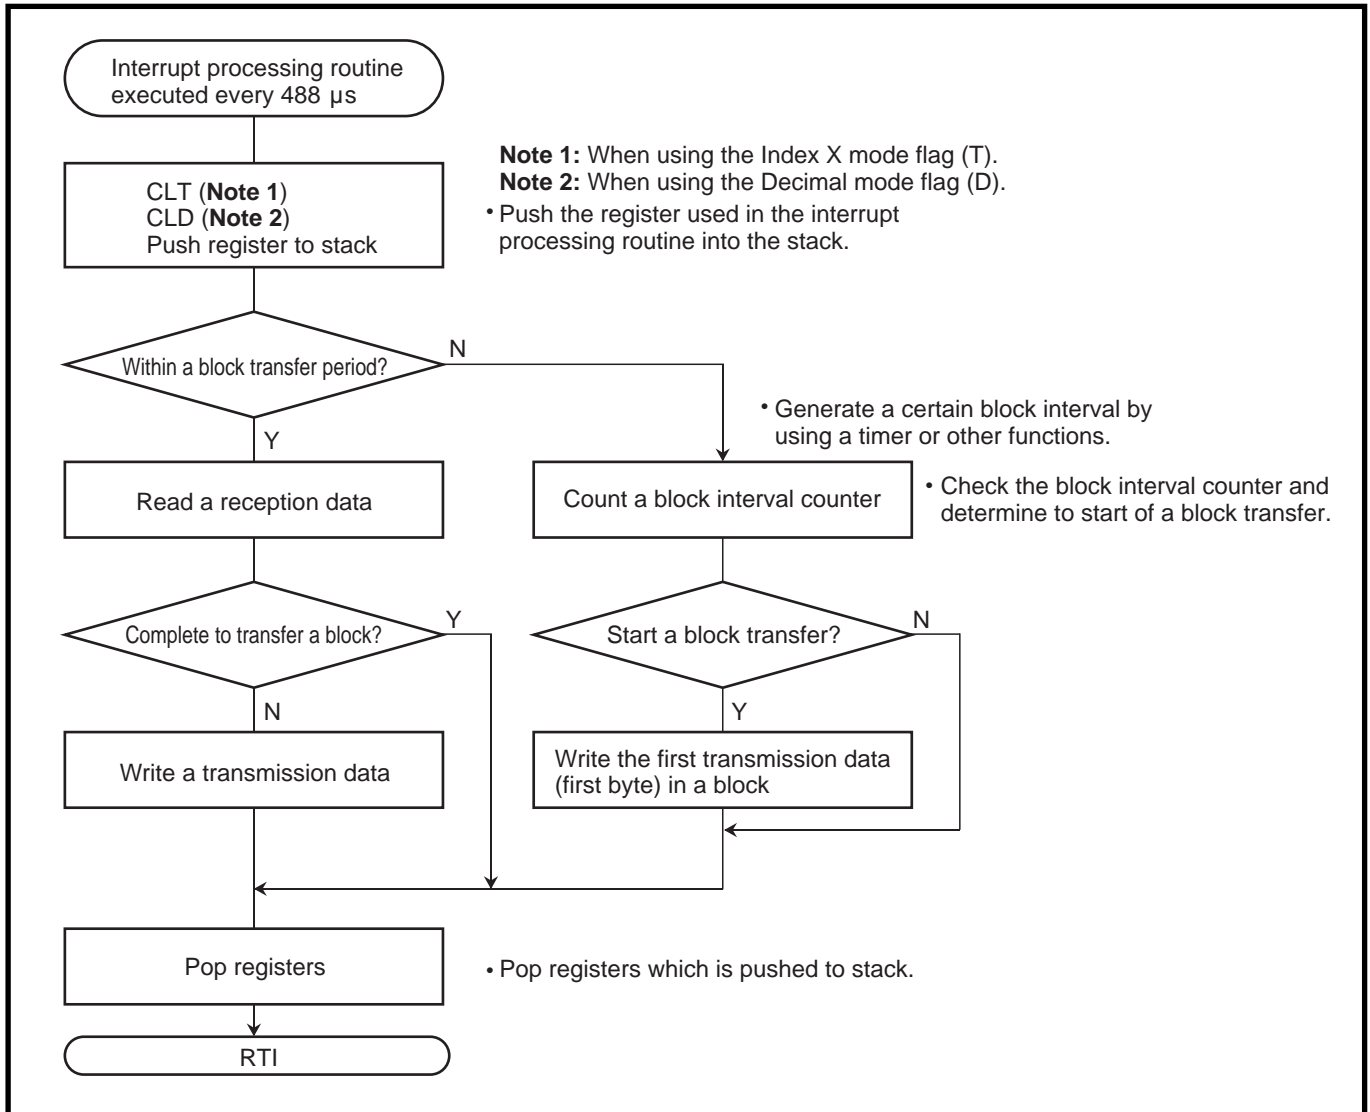 Interrupt processing routine
executed every 488 µs
CLT (Note 1)
CLD (Note 2)
Push register to stack
Note 1: When using the Index X mode flag (T).
Note 2: When using the Decimal mode flag (D).
• Push the register used in the interrupt
processing routine into the stack.
Within a block transfer period?
N
Y
• Generate a certain block interval by
using a timer or other functions.
Read a reception data
Count a block interval counter
• Check the block interval counter and
determine to start of a block transfer.
Complete to transfer a block?
Y
N
Start a block transfer?
N
Y
Write a transmission data
Write the first transmission data
(first byte) in a block
Pop registers
• Pop registers which is pushed to stack.
RTI